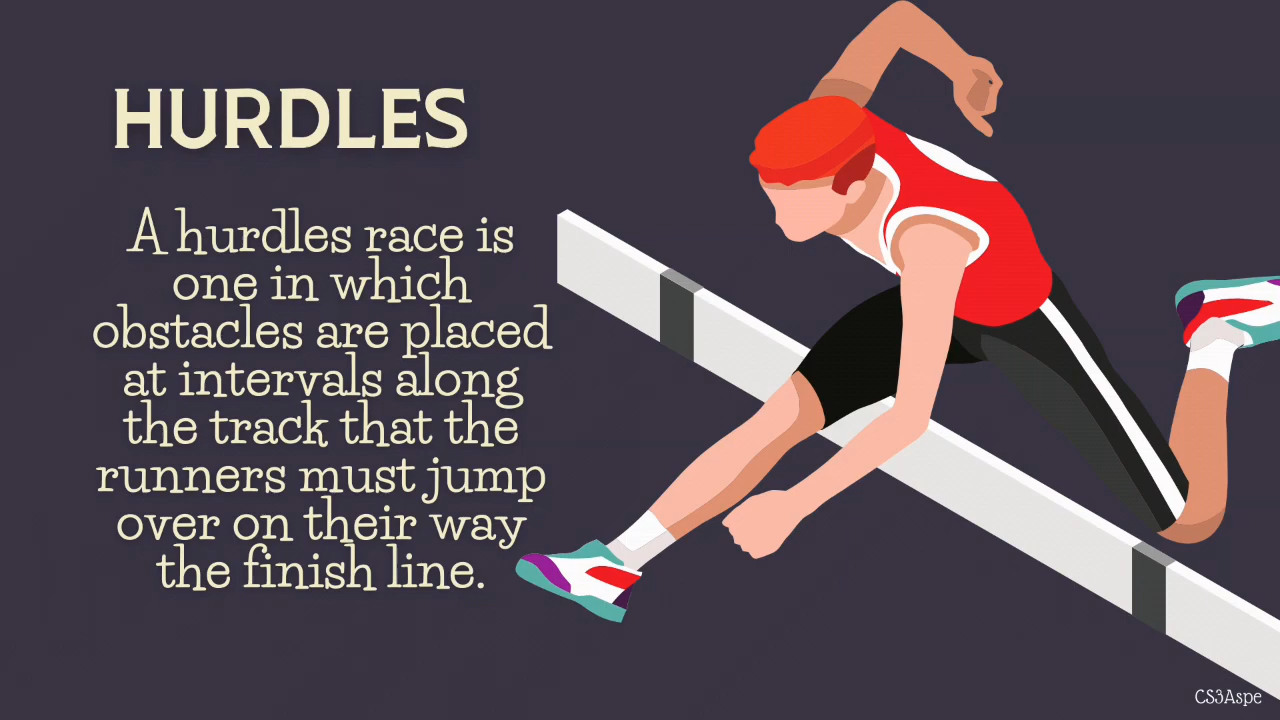 HURDLES
A hurdles race is
one in which
obstacles are placed
at intervals along
the track that the
runners must jump
over on their way
the finish line.
CS3Aspe